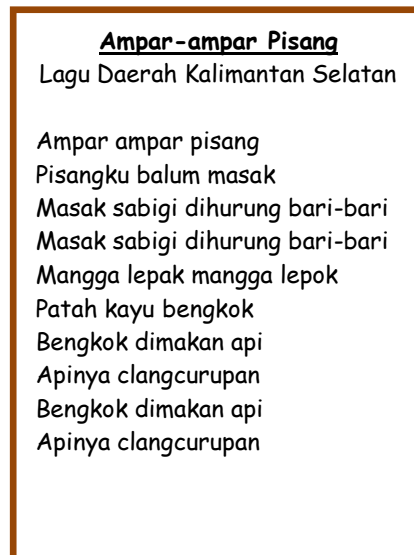 Ampar-ampar Pisang
Lagu Daerah Kalimantan Selatan
Ampar ampar pisang
Pisangku balum masak
Masak sabigi dihurung bari-bari
Masak sabigi dihurung bari-bari
Mangga lepak mangga lepok
Patah kayu bengkok
Bengkok dimakan api
Apinya clangcurupan
Bengkok dimakan api
Apinya clangcurupan